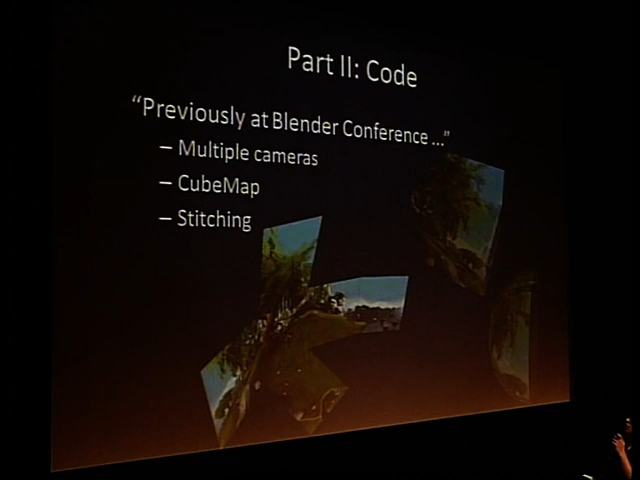 Part II: Code
“Previously at Blender Conference ...”
– Multiple cameras
– CubeMap
– Stitching